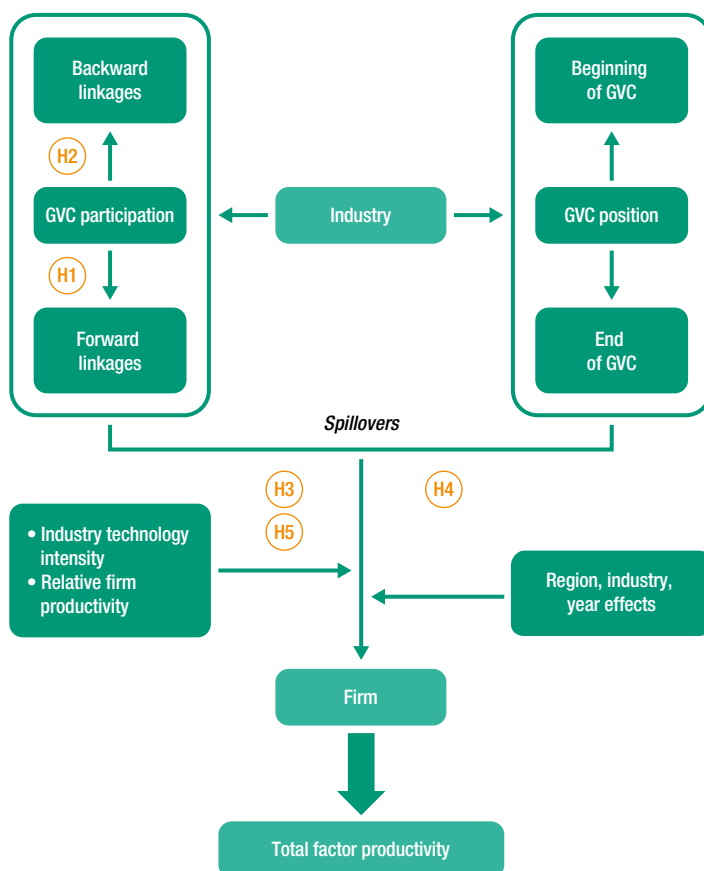 Backward
linkages
Beginning
of GVC
H2
GVC participation
Industry
GVC position
H1
Forward
linkages
End
of GVC
Spillovers
H3
H4
H5
• Industry technology
intensity
• Relative firm
productivity
Region, industry,
year effects
Firm
Total factor productivity